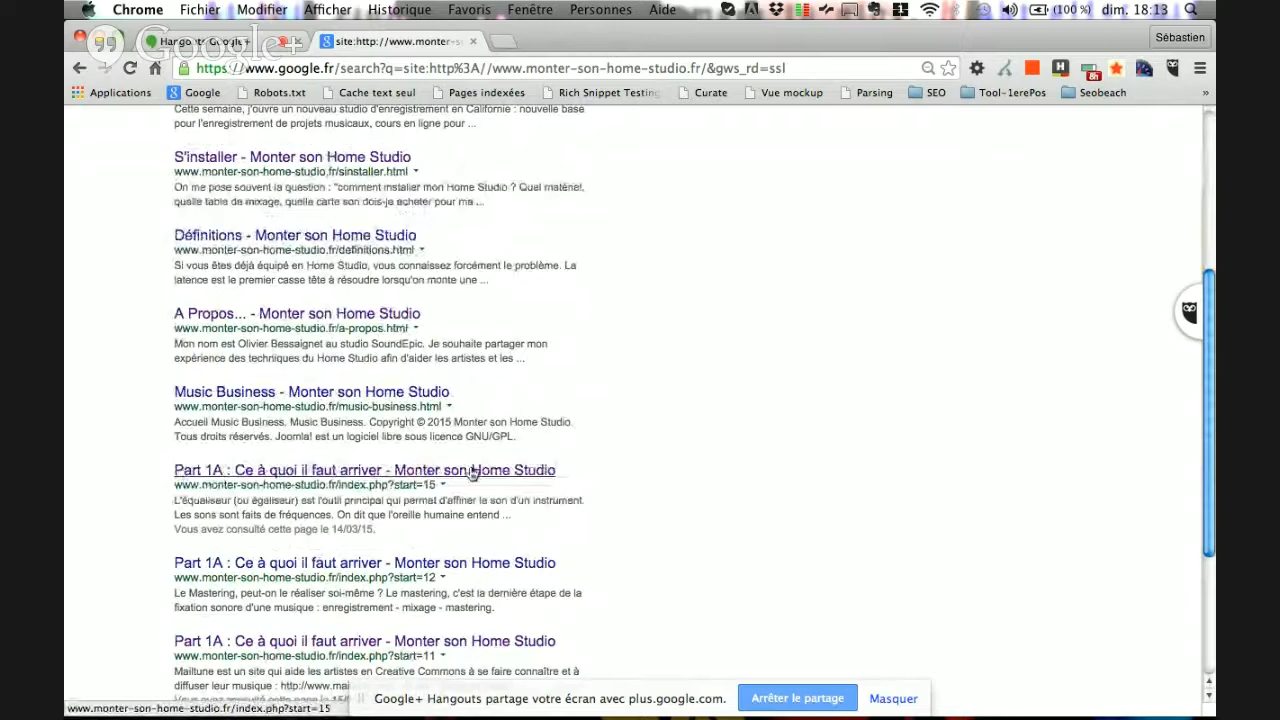 Chrome Fichier Modifier Afficher Historique Favoris Fenêtre Personnes Aide (100 %) dim. 18:13
Google+
Hangouts Google+ site:http://www.monter-s Sébastien
https://www.google.fr/search?q=site:http%3A//www.monter-son-home-studio.fr/&gws_rd=ssl 8h
Applications Google Robots.txt Cache text seul Pages indexées Rich Snippet Testing Curate Vue mockup Parsing SEO Tool-1erePos Seobeach »
Cette semaine, j'ouvre un nouveau studio d'enregistrement en Californie : nouvelle base
pour l'enregistrement de projets musicaux, cours en ligne pour ...
S'installer - Monter son Home Studio
www.monter-son-home-studio.fr/sinstaller.html
On me pose souvent la question : "comment installer mon Home Studio ? Quel matériel,
quelle table de mixage, quelle carte son dois-je acheter pour ma ...
Définitions - Monter son Home Studio
www.monter-son-home-studio.fr/definitions.html
Si vous êtes déjà équipé en Home Studio, vous connaissez forcément le problème. La
latence est le premier casse tête à résoudre lorsqu'on monte une ...
A Propos... - Monter son Home Studio
www.monter-son-home-studio.fr/a-propos.html
Mon nom est Olivier Bessaignet au studio SoundEpic. Je souhaite partager mon
expérience des techniques du Home Studio afin d'aider les artistes et les ...
Music Business - Monter son Home Studio
www.monter-son-home-studio.fr/music-business.html
Accueil Music Business. Music Business. Copyright © 2015 Monter son Home Studio.
Tous droits réservés. Joomla! est un logiciel libre sous licence GNU/GPL.
Part 1A : Ce à quoi il faut arriver - Monter son Home Studio
www.monter-son-home-studio.fr/index.php?start=15
L'équaliseur (ou égaliseur) est l'outil principal qui permet d'affiner le son d'un instrument.
Les sons sont faits de fréquences. On dit que l'oreille humaine entend ...
Vous avez consulté cette page le 14/03/15.
Part 1A : Ce à quoi il faut arriver - Monter son Home Studio
www.monter-son-home-studio.fr/index.php?start=12
Le Mastering, peut-on le réaliser soi-même ? Le mastering, c'est la dernière étape de la
fixation sonore d'une musique : enregistrement - mixage - mastering.
Part 1A : Ce à quoi il faut arriver - Monter son Home Studio
www.monter-son-home-studio.fr/index.php?start=11
Mailtune est un site qui aide les artistes en Creative Commons à se faire connaître et à
diffuser leur musique : http://www.mai
Google+ Hangouts partage votre écran avec plus.google.com. Arrêter le partage Masquer
www.monter-son-home-studio.fr/index.php?start=15